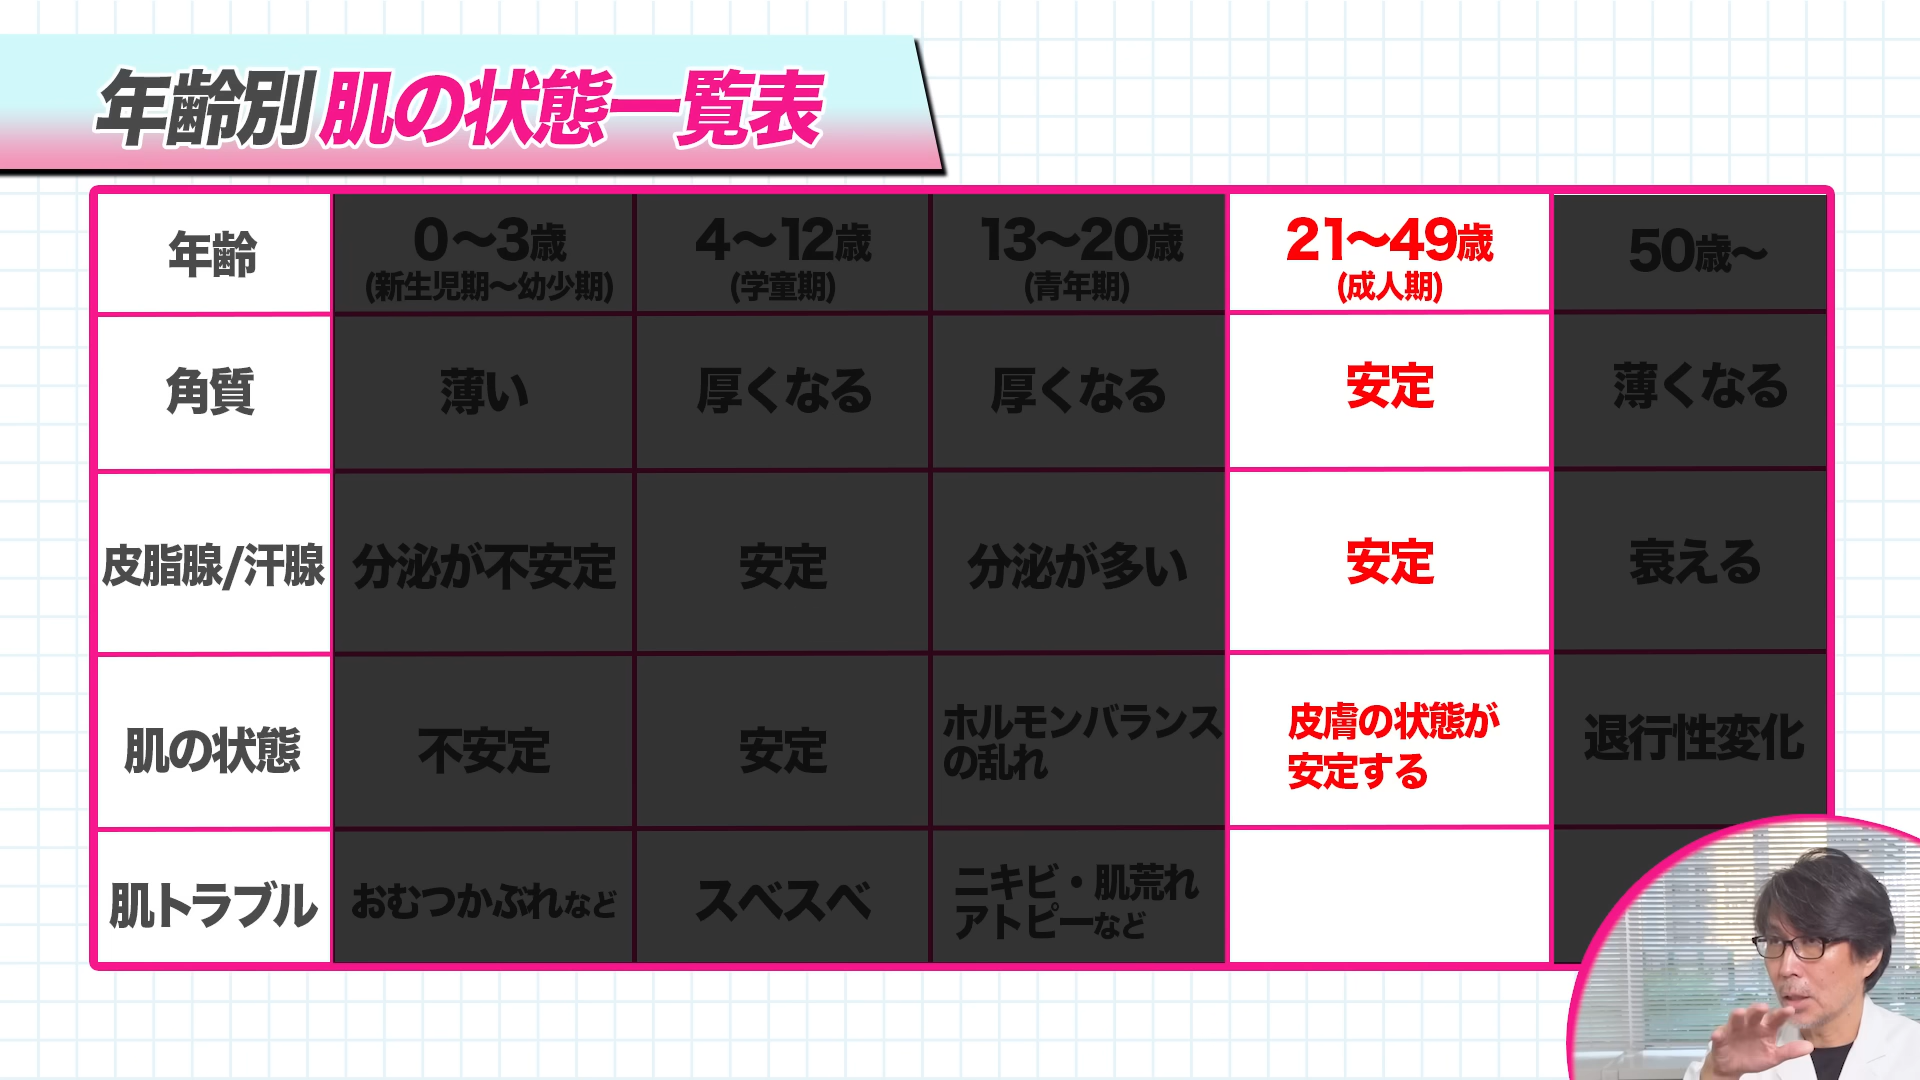 年齢別 肌の状態一覧表
年齢
0〜3歳
(新生児期〜幼少期)
4〜12歳
(学童期)
13〜20歳
(青年期)
21〜49歳
(成人期)
50歳〜
角質
薄い
厚くなる
厚くなる
安定
薄くなる
皮脂腺/汗腺
分泌が不安定
安定
分泌が多い
安定
衰える
肌の状態
不安定
安定
ホルモンバランス
の乱れ
皮膚の状態が
安定する
退行性変化
肌トラブル
おむつかぶれなど
スベスベ
ニキビ・肌荒れ
アトピーなど